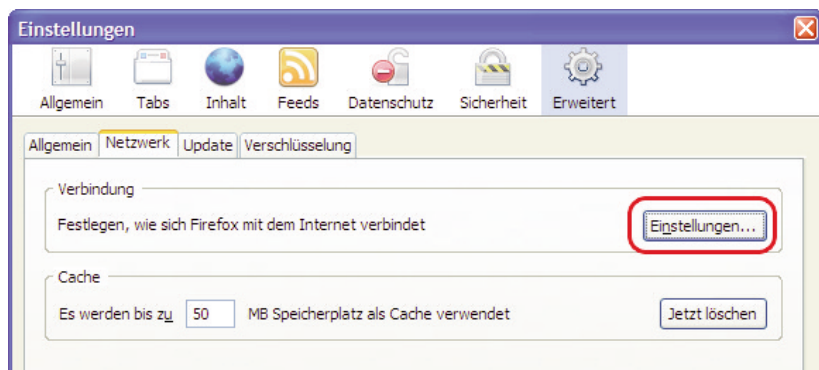 Einstellungen
Allgemein Tabs Inhalt Feeds Datenschutz Sicherheit Erweitert
Allgemein Netzwerk Update Verschlüsselung
Verbindung
Festlegen, wie sich Firefox mit dem Internet verbindet Einstellungen...
Cache
Es werden bis zu 50 MB Speicherplatz als Cache verwendet Jetzt löschen